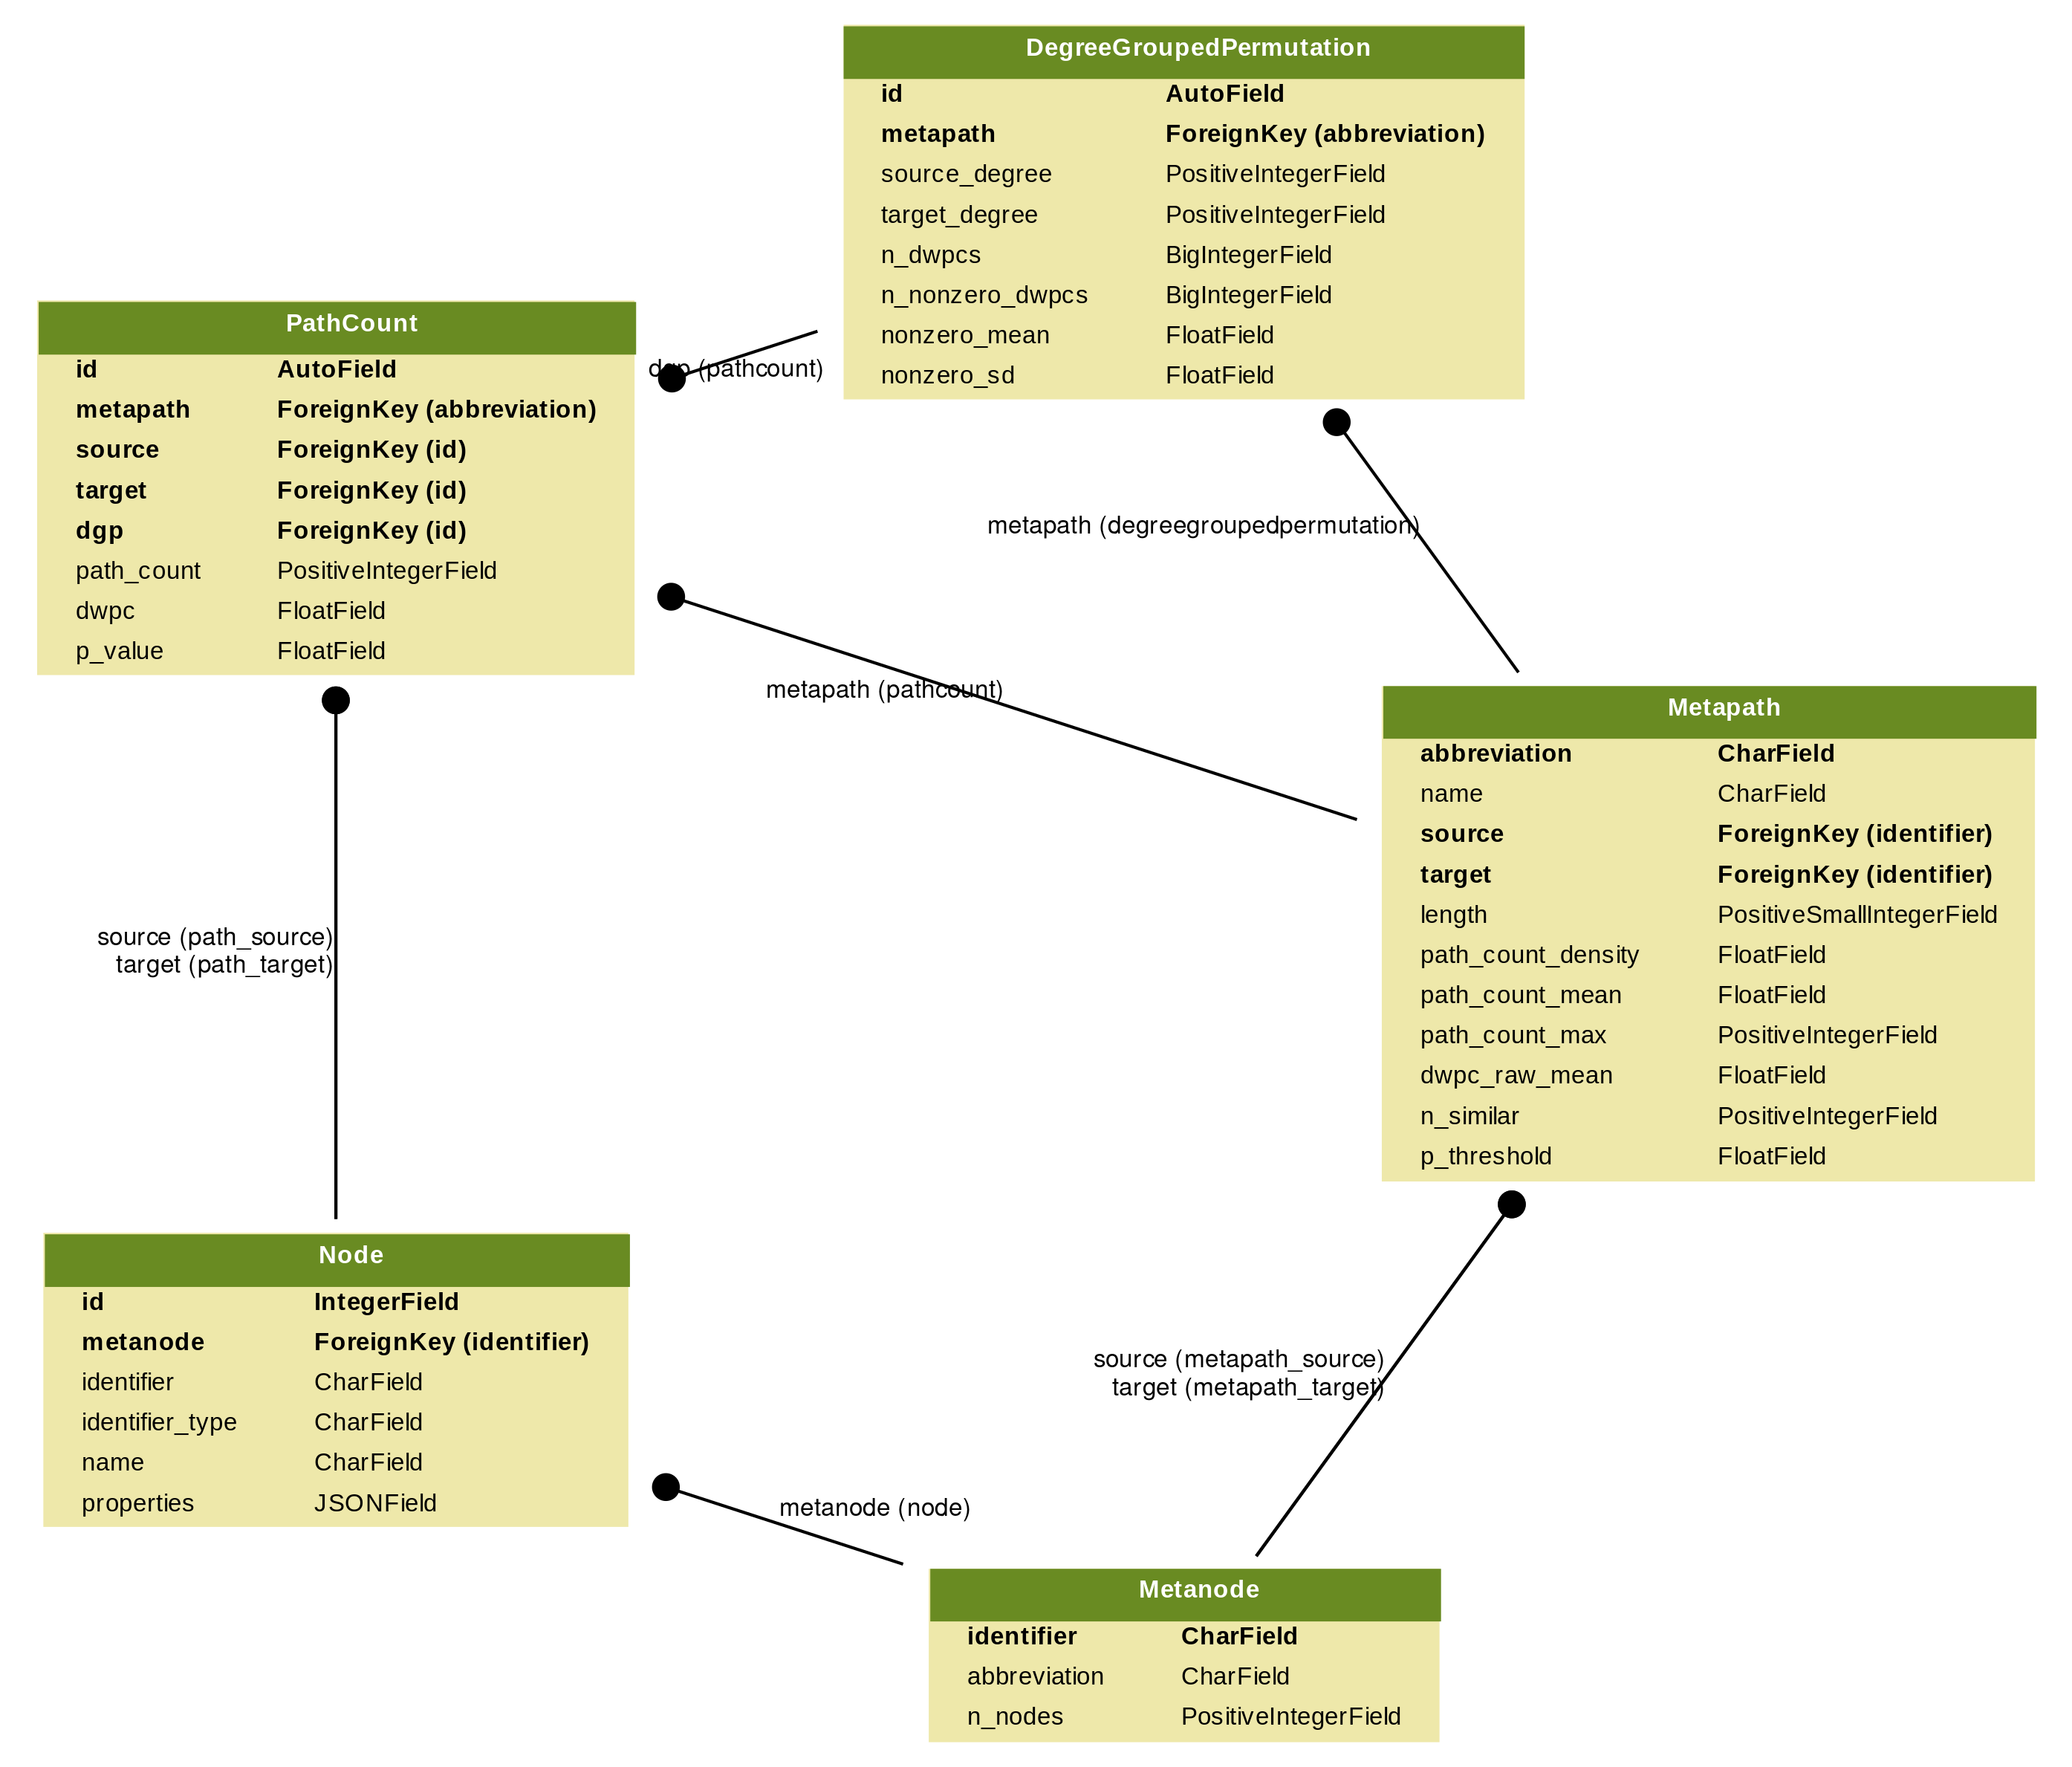 DegreeGroupedPermutation
id AutoField
metapath ForeignKey (abbreviation)
source_degree PositiveIntegerField
target_degree PositiveIntegerField
n_dwpcs BigIntegerField
n_nonzero_dwpcs BigIntegerField
nonzero_mean FloatField
nonzero_sd FloatField
PathCount
id AutoField
metapath ForeignKey (abbreviation)
source ForeignKey (id)
target ForeignKey (id)
dgp ForeignKey (id)
path_count PositiveIntegerField
dwpc FloatField
p_value FloatField
dgp (pathcount)
metapath (degreegroupedpermutation)
metapath (pathcount)
Metapath
abbreviation CharField
name CharField
source ForeignKey (identifier)
target ForeignKey (identifier)
length PositiveSmallIntegerField
path_count_density FloatField
path_count_mean FloatField
path_count_max PositiveIntegerField
dwpc_raw_mean FloatField
n_similar PositiveIntegerField
p_threshold FloatField
source (path_source)
target (path_target)
Node
id IntegerField
metanode ForeignKey (identifier)
identifier CharField
identifier_type CharField
name CharField
properties JSONField
source (metapath_source)
target (metapath_target)
metanode (node)
Metanode
identifier CharField
abbreviation CharField
n_nodes PositiveIntegerField